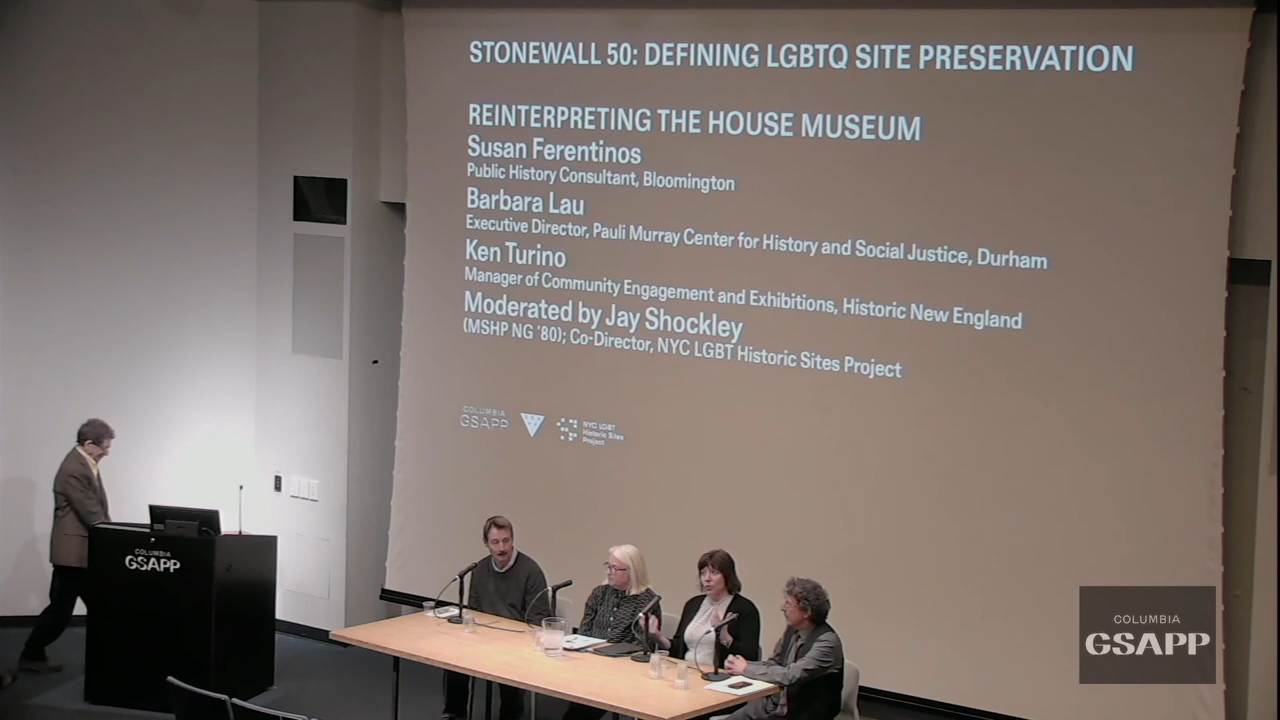 STONEWALL 50: DEFINING LGBTQ SITE PRESERVATION
REINTERPRETING THE HOUSE MUSEUM
Susan Ferentinos
Public History Consultant, Bloomington
Barbara Lau
Executive Director, Pauli Murray Center for History and Social Justice, Durham
Ken Turino
Manager of Community Engagement and Exhibitions, Historic New England
Moderated by Jay Shockley
(MSHP NG '80); Co-Director, NYC LGBT Historic Sites Project
COLUMBIA
GSAPP
NYC LGBT
Historic Sites
Project
COLUMBIA
GSAPP
COLUMBIA
GSAPP